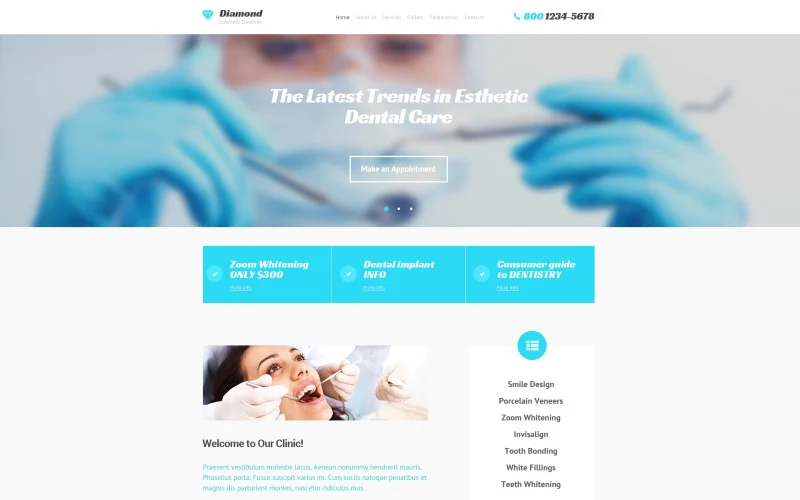 Diamond
Cosmetic Dentistry
Home About Us Services Gallery Testimonials Contacts
800 1234-5678
The Latest Trends in Esthetic
Dental Care
Make an Appointment
Zoom Whitening
ONLY $300
More info
Dental implant
INFO
More info
Consumer guide
to DENTISTRY
More info
Welcome to Our Clinic!
Praesent vestibulum molestie lacus. Aenean nonummy hendrerit mauris.
Phasellus porta. Fusce suscipit varius mi. Cum sociis natoque penatibus et
magnis dis parturient montes, nascetur ridiculus mus.
Smile Design
Porcelain Veneers
Zoom Whitening
Invisalign
Tooth Bonding
White Fillings
Teeth Whitening